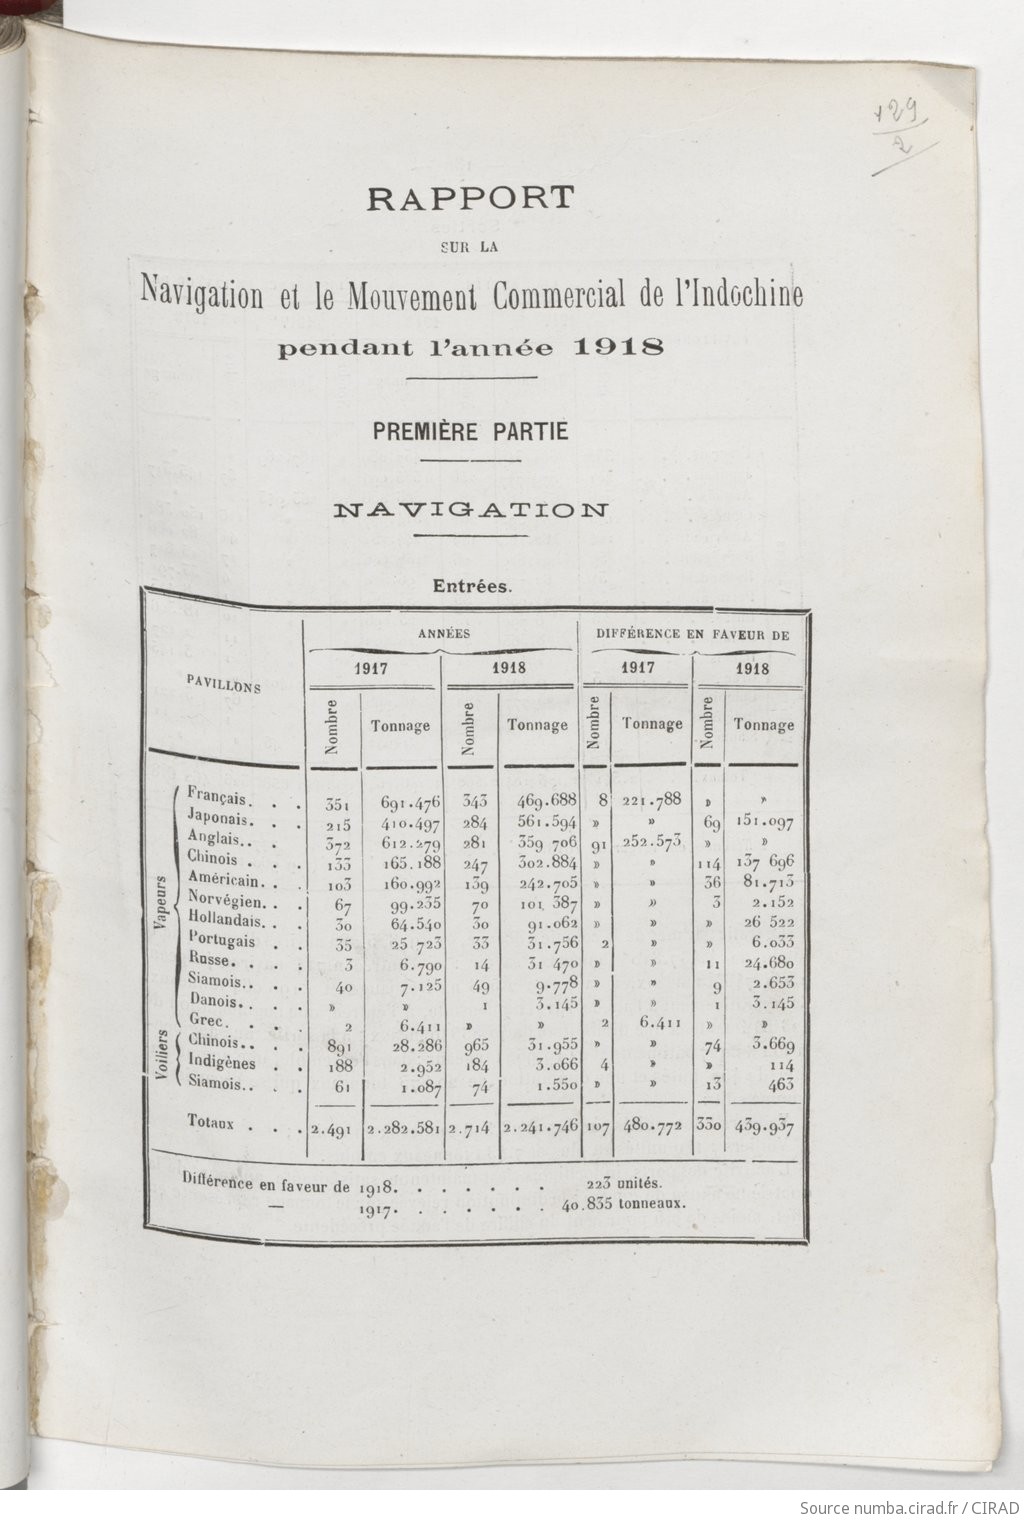 129
2
RAPPORT
SUR LA
Navigation et le Mouvement Commercial de l'Indochine
pendant l'année 1918
PREMIÈRE PARTIE
NAVIGATION
Entrées.
PAVILLONS ANNÉES DIFFÉRENCE EN FAVEUR DE
1917 1918 1917 1918
Nombre Tonnage Nombre Tonnage Nombre Tonnage Nombre Tonnage
Vapeurs
Français. . . 351 691.476 343 469.688 8 221.788 » »
Japonais. . . 215 410.497 284 561.594 » » 69 151.097
Anglais. . . 372 612.279 281 359 706 91 252.573 » »
Chinois . . . 133 165.188 247 302.884 » » 114 137 696
Américain. . . 103 160.992 139 242.705 » » 36 81.713
Norvégien. . . 67 99.235 70 101 387 » » 3 2.152
Hollandais. . . 30 64.540 30 91.062 » » » 26 522
Portugais . . 35 25 723 33 31.756 2 » » 6.033
Russe. . . . 3 6.790 14 31 470 » » 11 24.680
Siamois. . . . 40 7.125 49 9.778 » » 9 2.653
Danois. . . . » » 1 3.145 » » 1 3.145
Grec. . . . 2 6.411 » » 2 6.411 » »
Voiliers
Chinois. . . . 891 28.286 965 31.955 » » 74 3.669
Indigènes . . 188 2.952 184 3.066 4 » » 114
Siamois. . . . 61 1.087 74 1.550 » » 13 463
Totaux . . . 2.491 2.282.581 2.714 2.241.746 107 480.772 330 439.937
Différence en faveur de 1918. . . . . . . 223 unités.
— 1917. . . . . . . 40.835 tonneaux.
Source numba.cirad.fr / CIRAD